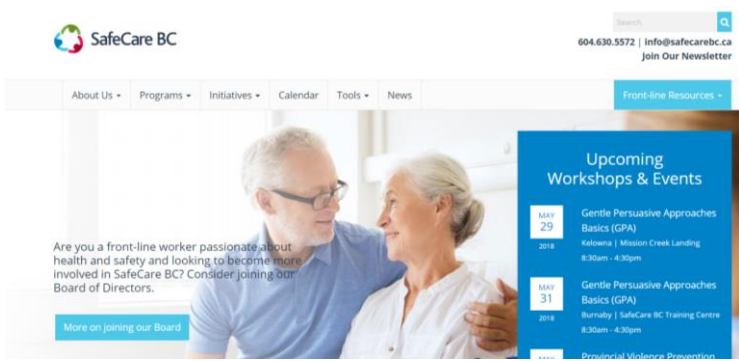 SafeCare BC
Search
604.630.5572 | info@safecarebc.ca
Join Our Newsletter
About Us
Programs
Initiatives
Calendar
Tools
News
Front-line Resources
Are you a front-line worker passionate about
health and safety and looking to become more
involved in SafeCare BC? Consider joining our
Board of Directors.
More on joining our Board
Upcoming
Workshops & Events
MAY
29
2018
Gentle Persuasive Approaches
Basics (GPA)
Kelowna | Mission Creek Landing
8:30am - 4:30pm
MAY
31
2018
Gentle Persuasive Approaches
Basics (GPA)
Burnaby | SafeCare BC Training Centre
8:30am - 4:30pm
MAY
Provincial Violence Prevention